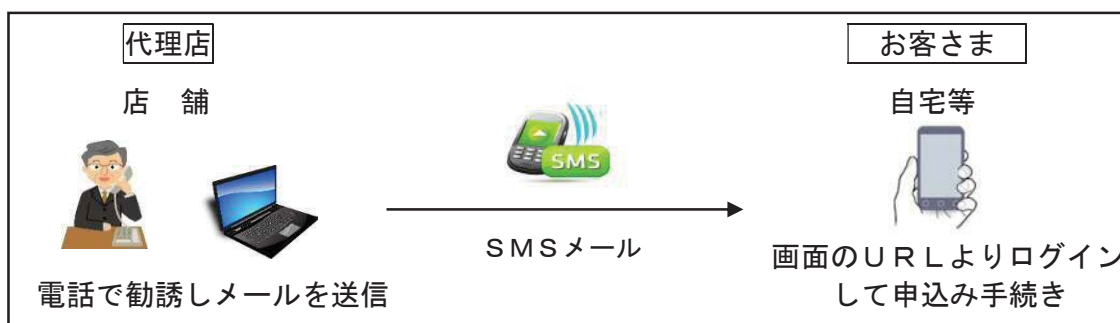 代理店
店　舗
電話で勧誘しメールを送信
SMS
ＳＭＳメール
お客さま
自宅等
画面のＵＲＬよりログイン
して申込み手続き